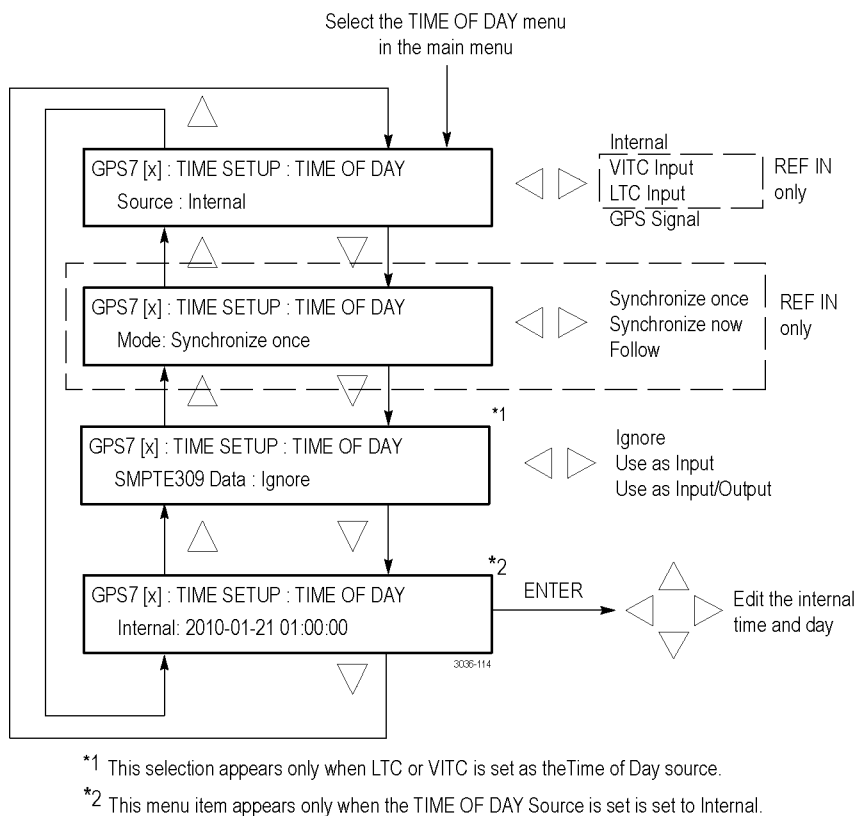 Select the TIME OF DAY menu
in the main menu
GPS7 [x] : TIME SETUP : TIME OF DAY
Source : Internal
Internal
VITC Input
LTC Input
GPS Signal
REF IN
only
GPS7 [x] : TIME SETUP : TIME OF DAY
Mode: Synchronize once
Synchronize once
Synchronize now
Follow
REF IN
only
*1
GPS7 [x] : TIME SETUP : TIME OF DAY
SMPTE309 Data : Ignore
Ignore
Use as Input
Use as Input/Output
*2
GPS7 [x] : TIME SETUP : TIME OF DAY
Internal: 2010-01-21 01:00:00
ENTER
Edit the internal
time and day
3036-114
*1 This selection appears only when LTC or VITC is set as theTime of Day source.
*2 This menu item appears only when the TIME OF DAY Source is set is set to Internal.